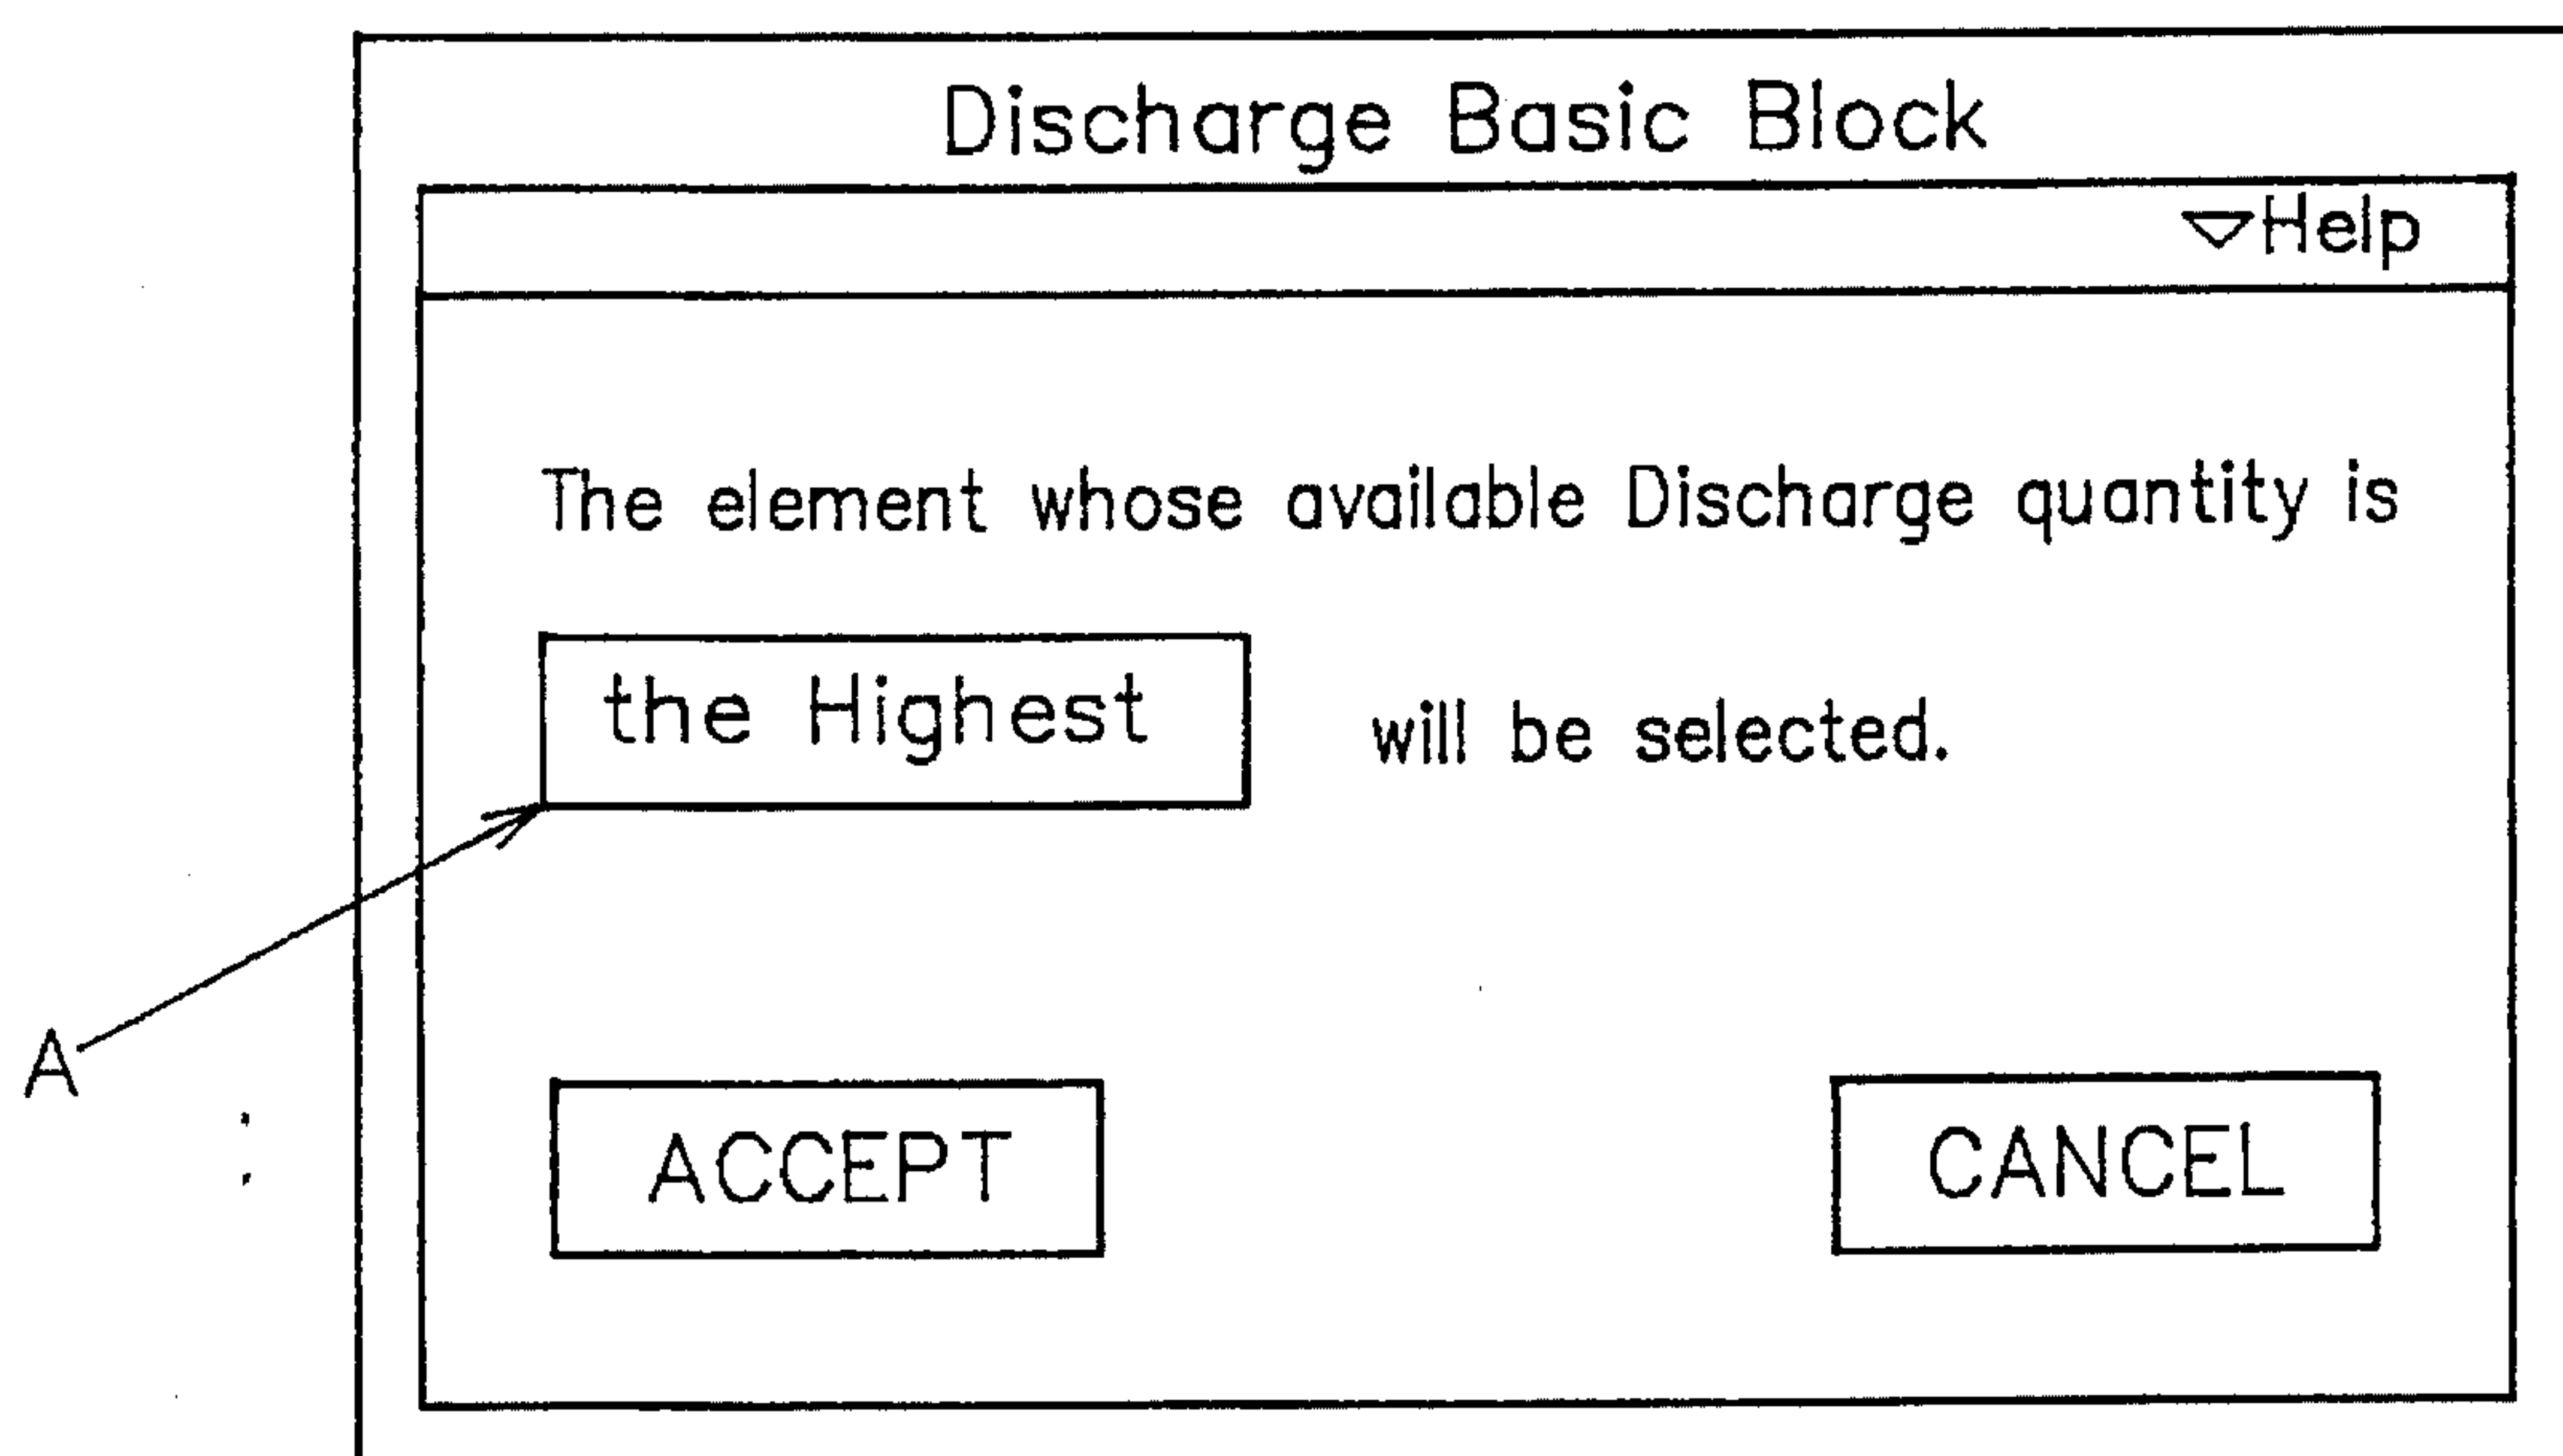 Discharge Basic Block
▽Help
The element whose available Discharge quantity is
the Highest will be selected.
A
ACCEPT CANCEL